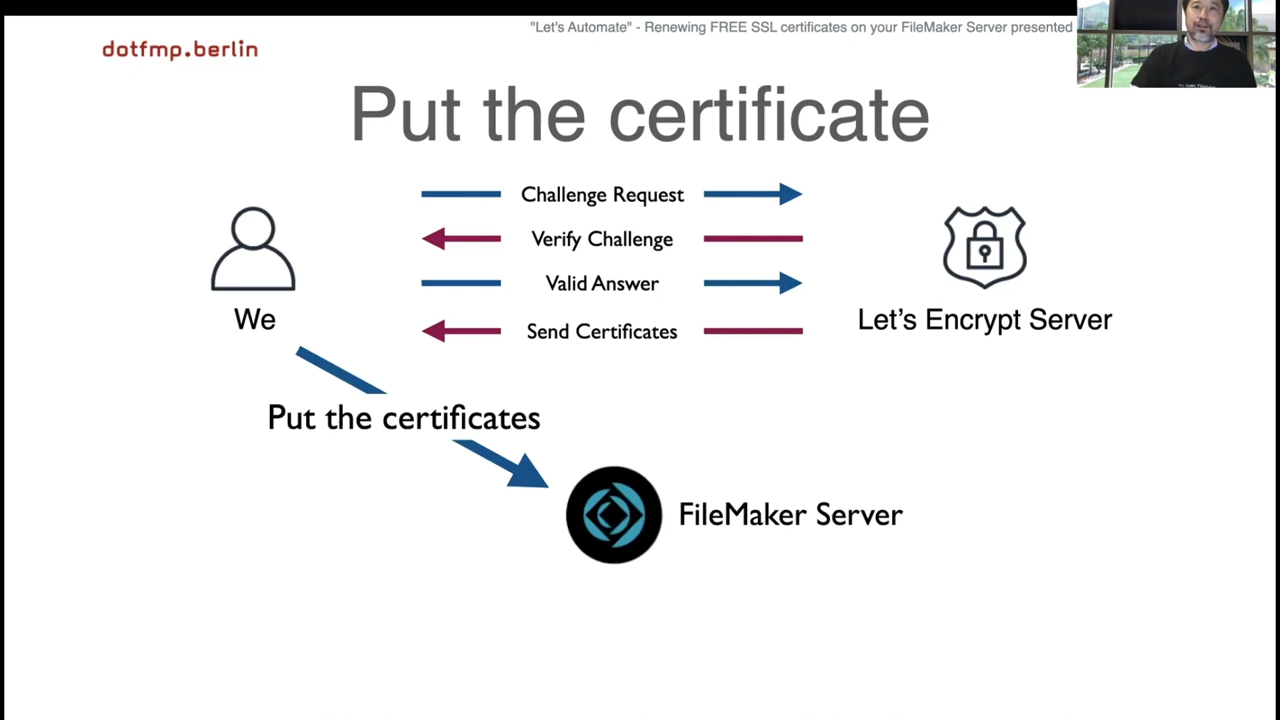 "Let's Automate" - Renewing FREE SSL certificates on your FileMaker Server presented
dotfmp.berlin
Put the certificate
Challenge Request
Verify Challenge
Valid Answer
Send Certificates
We
Let's Encrypt Server
Put the certificates
FileMaker Server